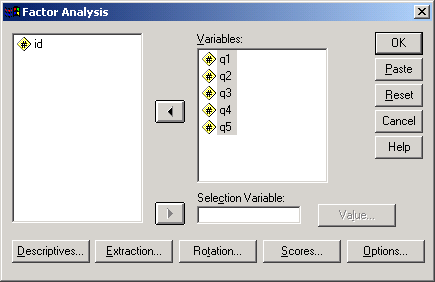 Factor Analysis
id
Variables:
q1
q2
q3
q4
q5
OK
Paste
Reset
Cancel
Help
Selection Variable:
Value...
Descriptives...
Extraction...
Rotation...
Scores...
Options...